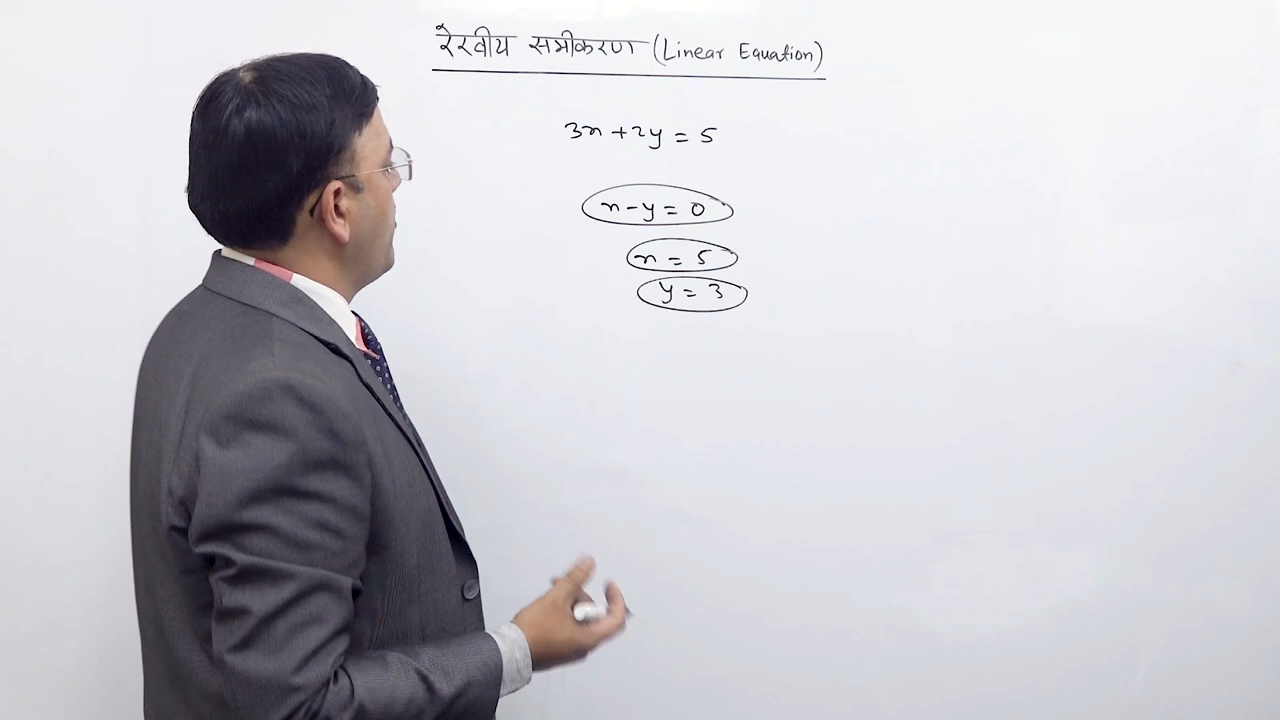 रेखीय समीकरण (Linear Equation)
3x + 2y = 5
x - y = 0
x = 5
y = 3